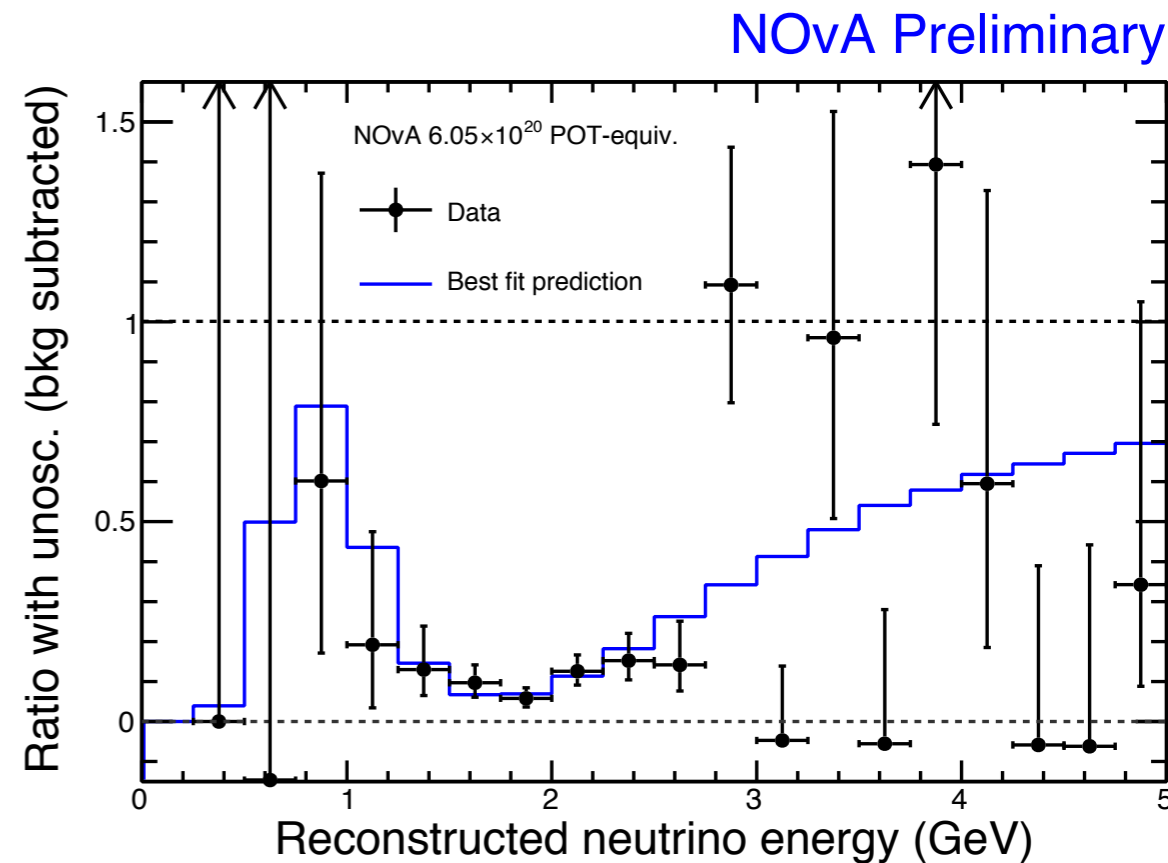 NOvA Preliminary
Ratio with unosc. (bkg subtracted)
1.5
1
0.5
0
NOvA 6.05×10²⁰ POT-equiv.
Data
Best fit prediction
0 1 2 3 4 5
Reconstructed neutrino energy (GeV)